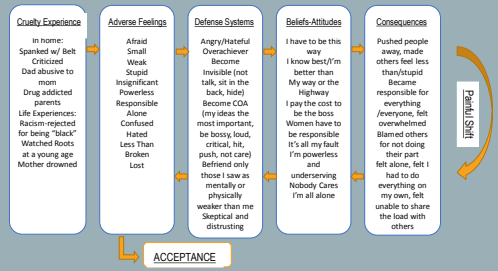 Cruelty Experience
In home:
Spanked w/ Belt
Criticized
Dad abusive to
mom
Drug addicted
parents
Life Experiences:
Racism-rejected
for being "black"
Watched Roots
at a young age
Mother drowned
Adverse Feelings
Afraid
Small
Weak
Stupid
Insignificant
Powerless
Responsible
Alone
Confused
Hated
Less Than
Broken
Lost
Defense Systems
Angry/Hateful
Overachiever
Become
Invisible (not
talk, sit in the
back, hide)
Become COA
(my ideas the
most important,
be bossy, loud,
critical, hit,
push, not care)
Befriend only
those I saw as
mentally or
physically
weaker than me
Skeptical and
distrusting
Beliefs-Attitudes
I have to be this
way
I know best/I'm
better than
My way or the
Highway
I pay the cost to
be the boss
Women have to
be responsible
It's all my fault
I'm powerless
and
underserving
Nobody Cares
I'm all alone
Consequences
Pushed people
away, made
others feel less
than/stupid
Became
responsible for
everything
/everyone, felt
overwhelmed
Blamed others
for not doing
their part
felt alone, felt I
had to do
everything on
my own, felt
unable to share
the load with
others
Painful Shift
ACCEPTANCE